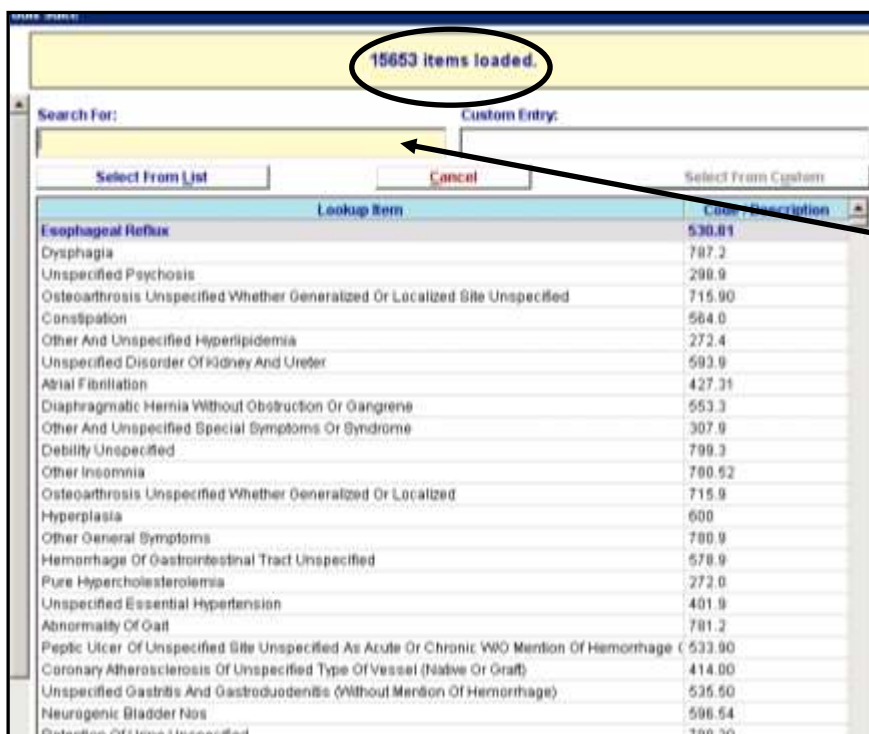 15653 items loaded.
Search For: Custom Entry:
Select From List Cancel Select From Custom
Lookup Item Code / Description
Esophageal Reflux 530.81
Dysphagia 787.2
Unspecified Psychosis 298.9
Osteoarthrosis Unspecified Whether Generalized Or Localized Site Unspecified 715.90
Constipation 564.0
Other And Unspecified Hyperlipidemia 272.4
Unspecified Disorder Of Kidney And Ureter 593.9
Atrial Fibrillation 427.31
Diaphragmatic Hernia Without Obstruction Or Gangrene 553.3
Other And Unspecified Special Symptoms Or Syndrome 307.9
Debility Unspecified 799.3
Other Insomnia 780.52
Osteoarthrosis Unspecified Whether Generalized Or Localized 715.9
Hyperplasia 600
Other General Symptoms 780.9
Hemorrhage Of Gastrointestinal Tract Unspecified 578.9
Pure Hypercholesterolemia 272.0
Unspecified Essential Hypertension 401.9
Abnormality Of Gait 781.2
Peptic Ulcer Of Unspecified Site Unspecified As Acute Or Chronic W/O Mention Of Hemorrhage ( 533.90
Coronary Atherosclerosis Of Unspecified Type Of Vessel (Native Or Graft) 414.00
Unspecified Gastritis And Gastroduodenitis (Without Mention Of Hemorrhage) 535.50
Neurogenic Bladder Nos 596.54
Retention Of Urine Unspecified 788.20